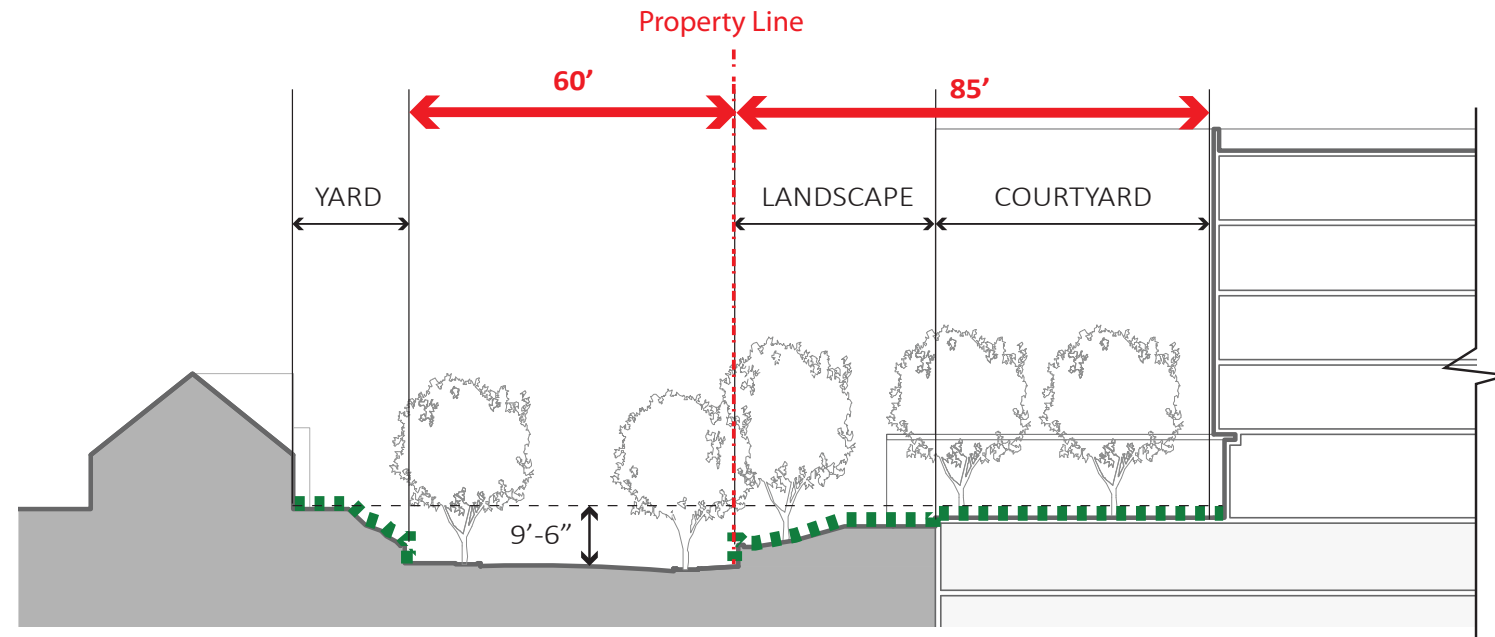 Property Line
60’
85’
YARD
LANDSCAPE
COURTYARD
9’-6”